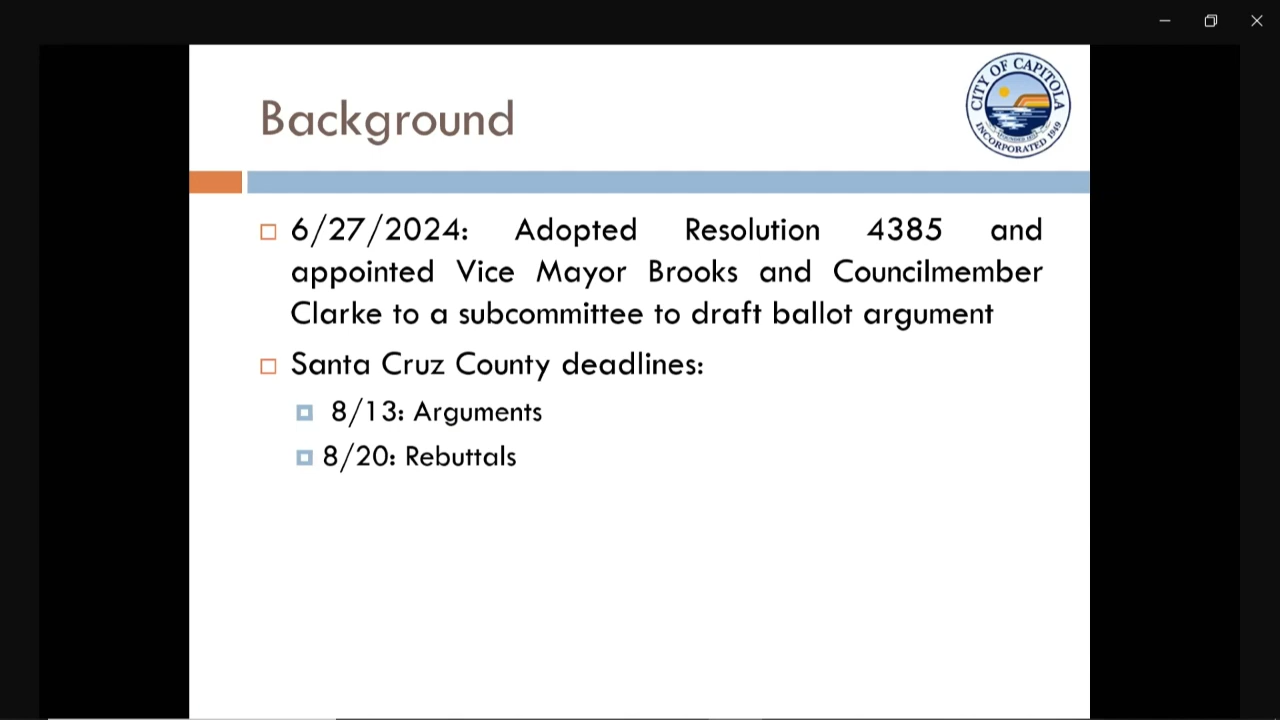 Background
CITY OF CAPITOLA
INCORPORATED 1949
6/27/2024: Adopted Resolution 4385 and
appointed Vice Mayor Brooks and Councilmember
Clarke to a subcommittee to draft ballot argument
Santa Cruz County deadlines:
8/13: Arguments
8/20: Rebuttals